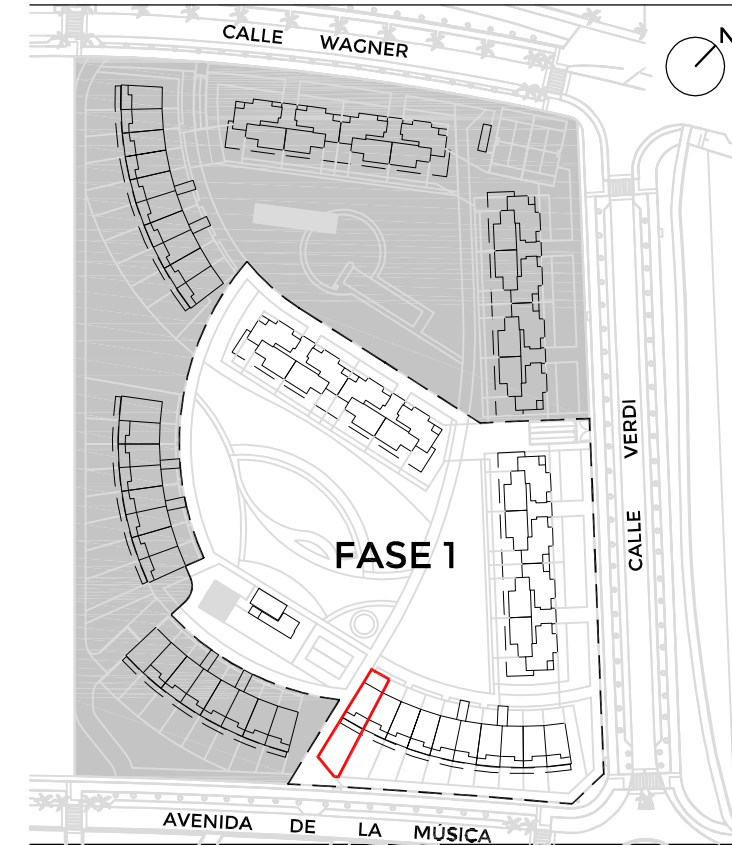 CALLE WAGNER
N
CALLE VERDI
FASE 1
AVENIDA DE LA MÚSICA